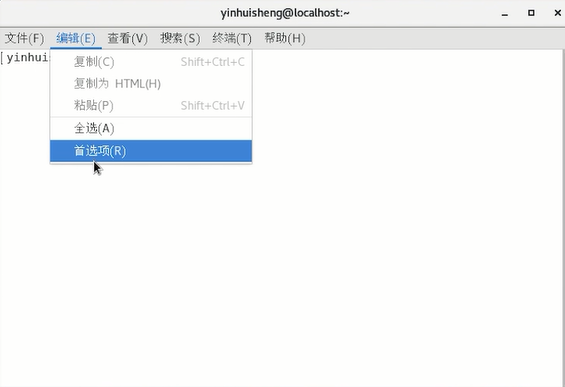 yinhuisheng@localhost:~
文件(F) 编辑(E) 查看(V) 搜索(S) 终端(T) 帮助(H)
[yinhui
复制(C) Shift+Ctrl+C
复制为 HTML(H)
粘贴(P) Shift+Ctrl+V
全选(A)
首选项(R)